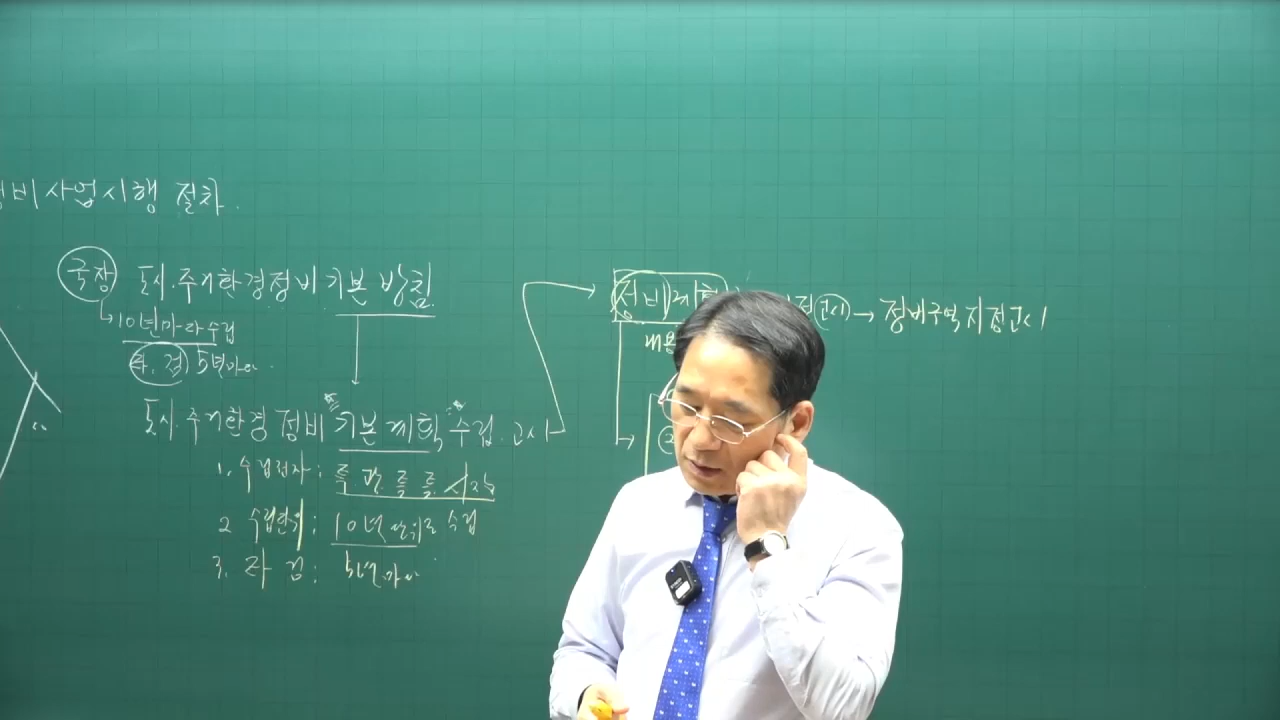 비사업시행 절차.
국장 도시.주거환경정비기본방침
10년마다수립
타.검 5년마다.
도시.주거환경 정비 기본계획 수립.고시
1. 수립권자: 특 광 특 특 시장
2 수립단위: 10년 단위로 수립
3. 타 검: 5년마다
정비계획
고시 → 정비구역지정고시
내용